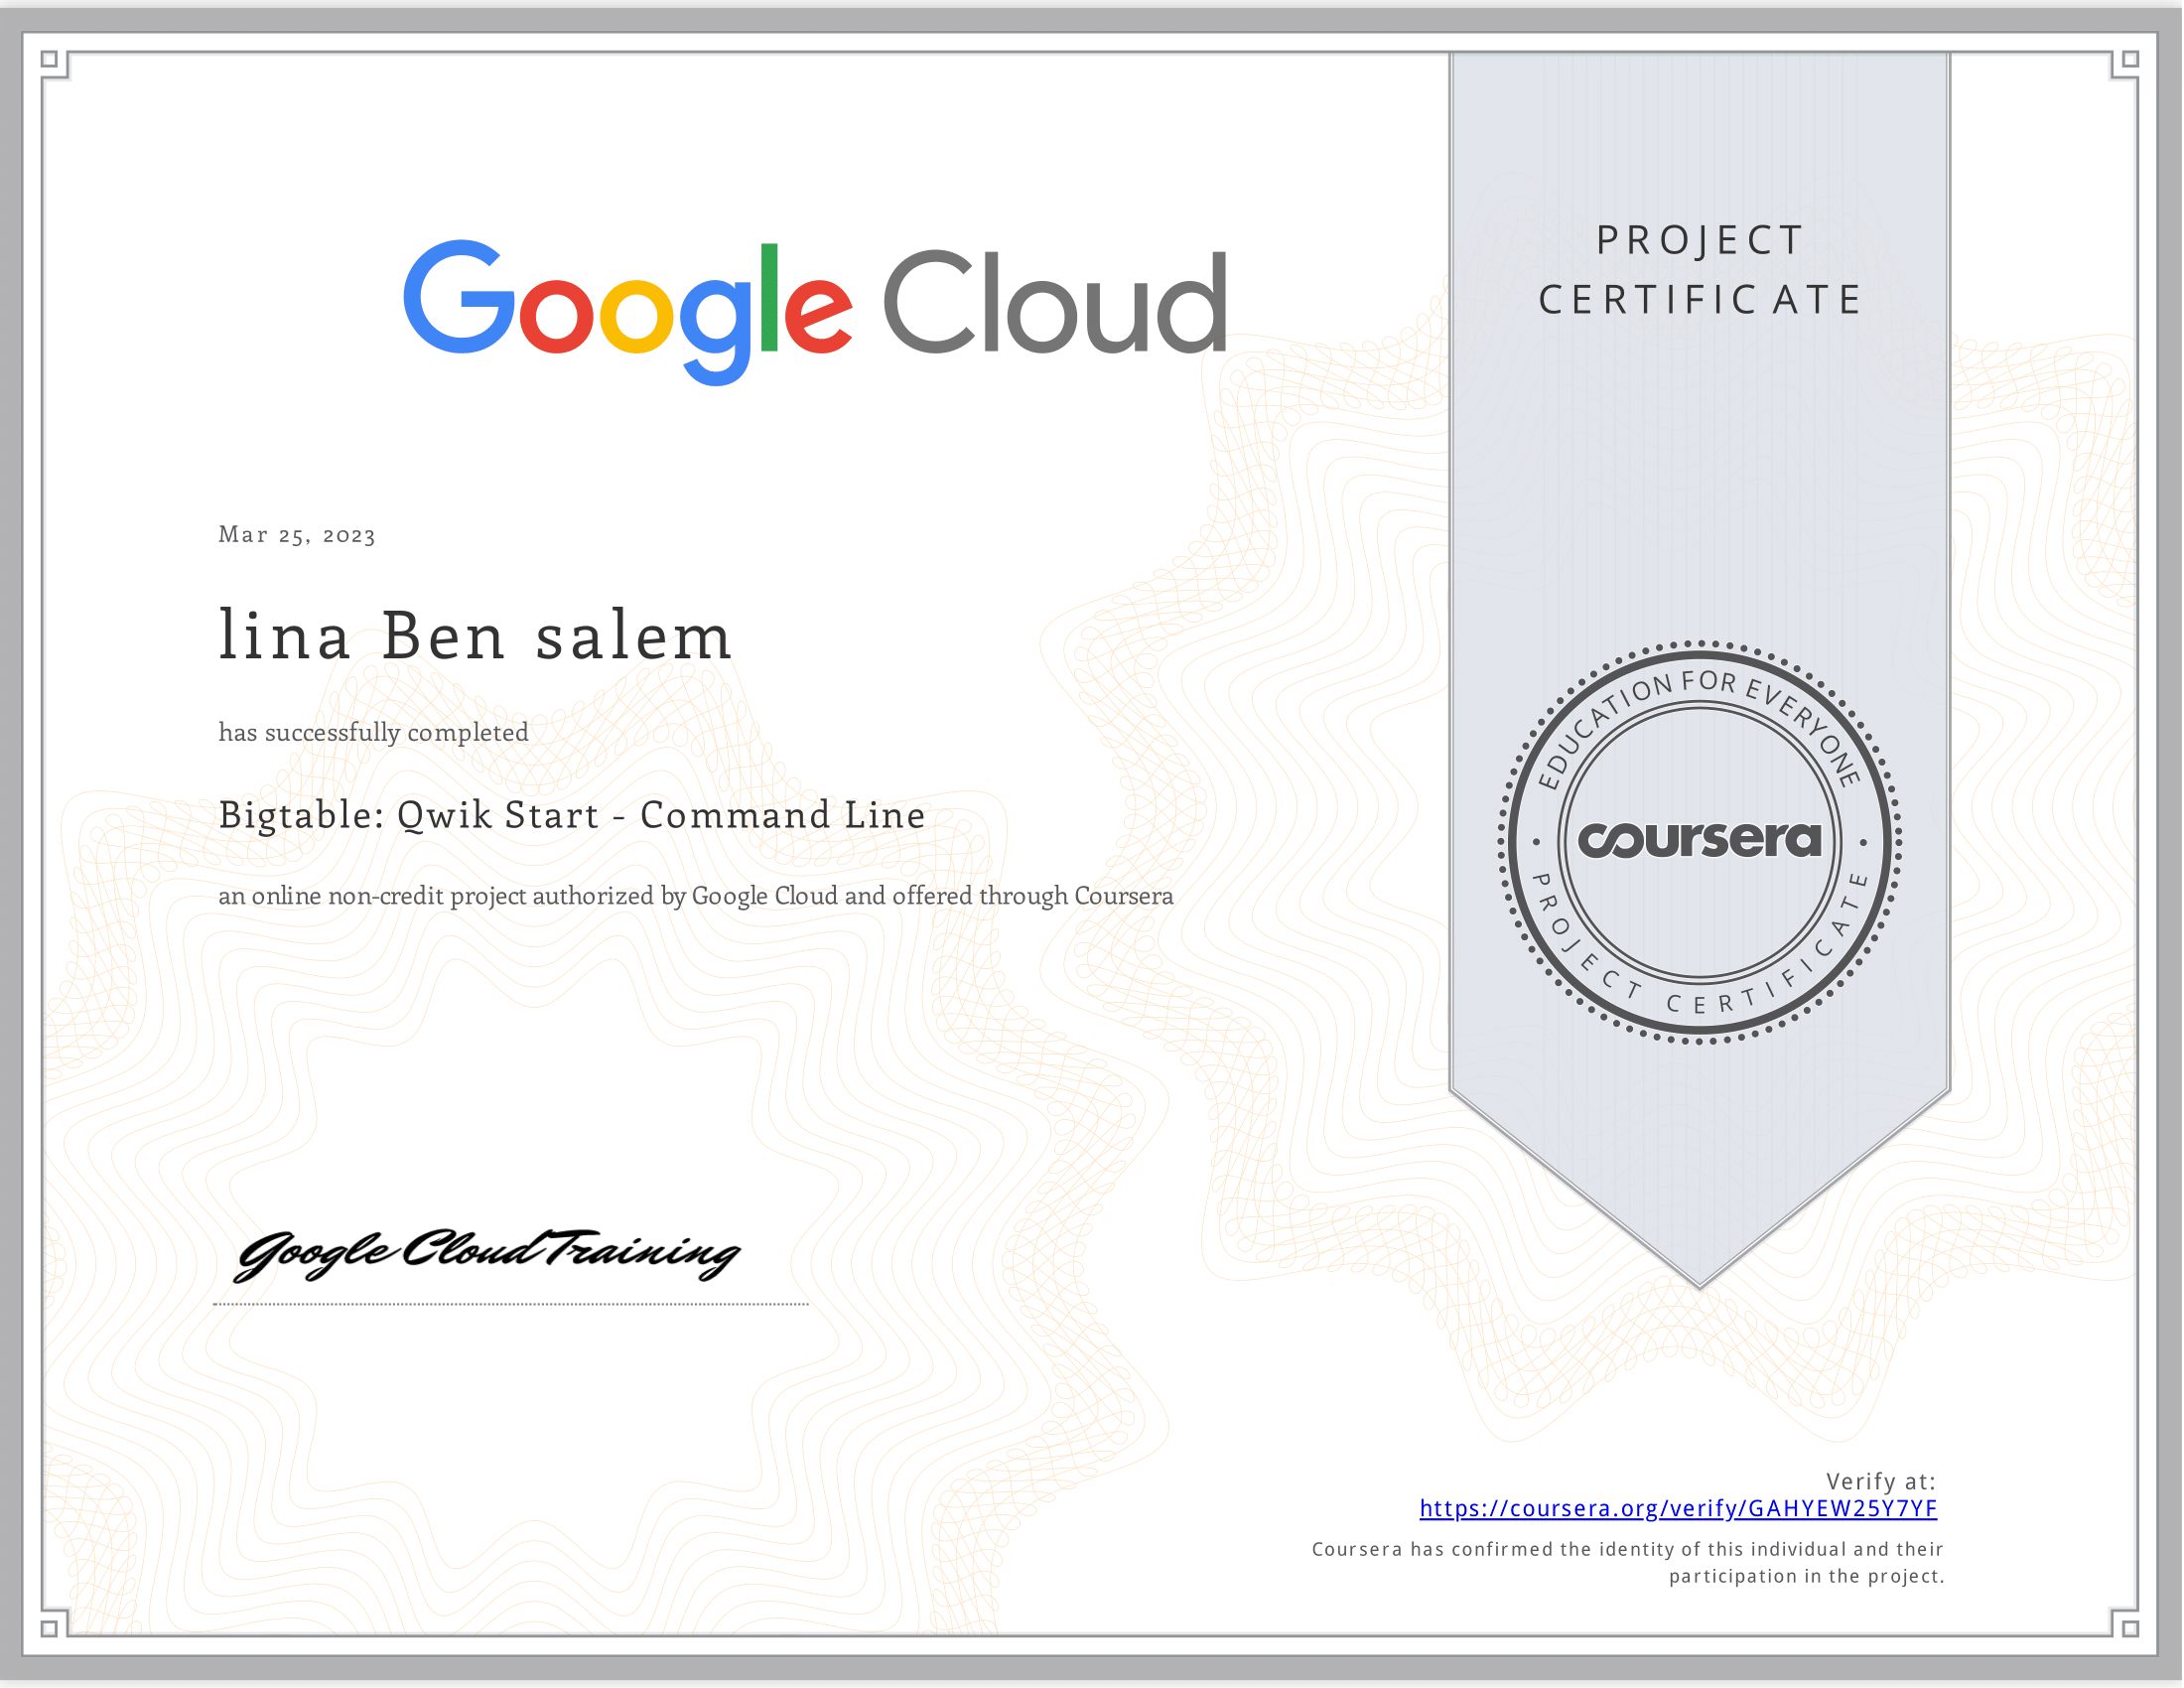 Google Cloud
PROJECT
CERTIFICATE
Mar 25, 2023
lina Ben salem
has successfully completed
Bigtable: Qwik Start - Command Line
an online non-credit project authorized by Google Cloud and offered through Coursera
EDUCATION FOR EVERYONE
coursera
PROJECT CERTIFICATE
Google Cloud Training
Verify at:
https://coursera.org/verify/GAHYEW25Y7YF
Coursera has confirmed the identity of this individual and their
participation in the project.